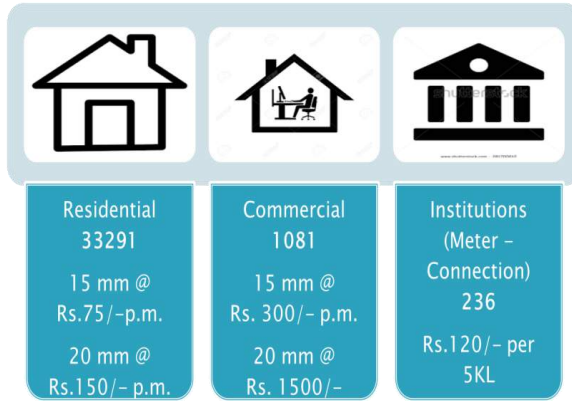 Residential
33291
15 mm @
Rs.75/-p.m.
20 mm @
Rs.150/- p.m.
Commercial
1081
15 mm @
Rs. 300/- p.m.
20 mm @
Rs. 1500/-
Institutions
(Meter –
Connection)
236
Rs.120/- per
5KL